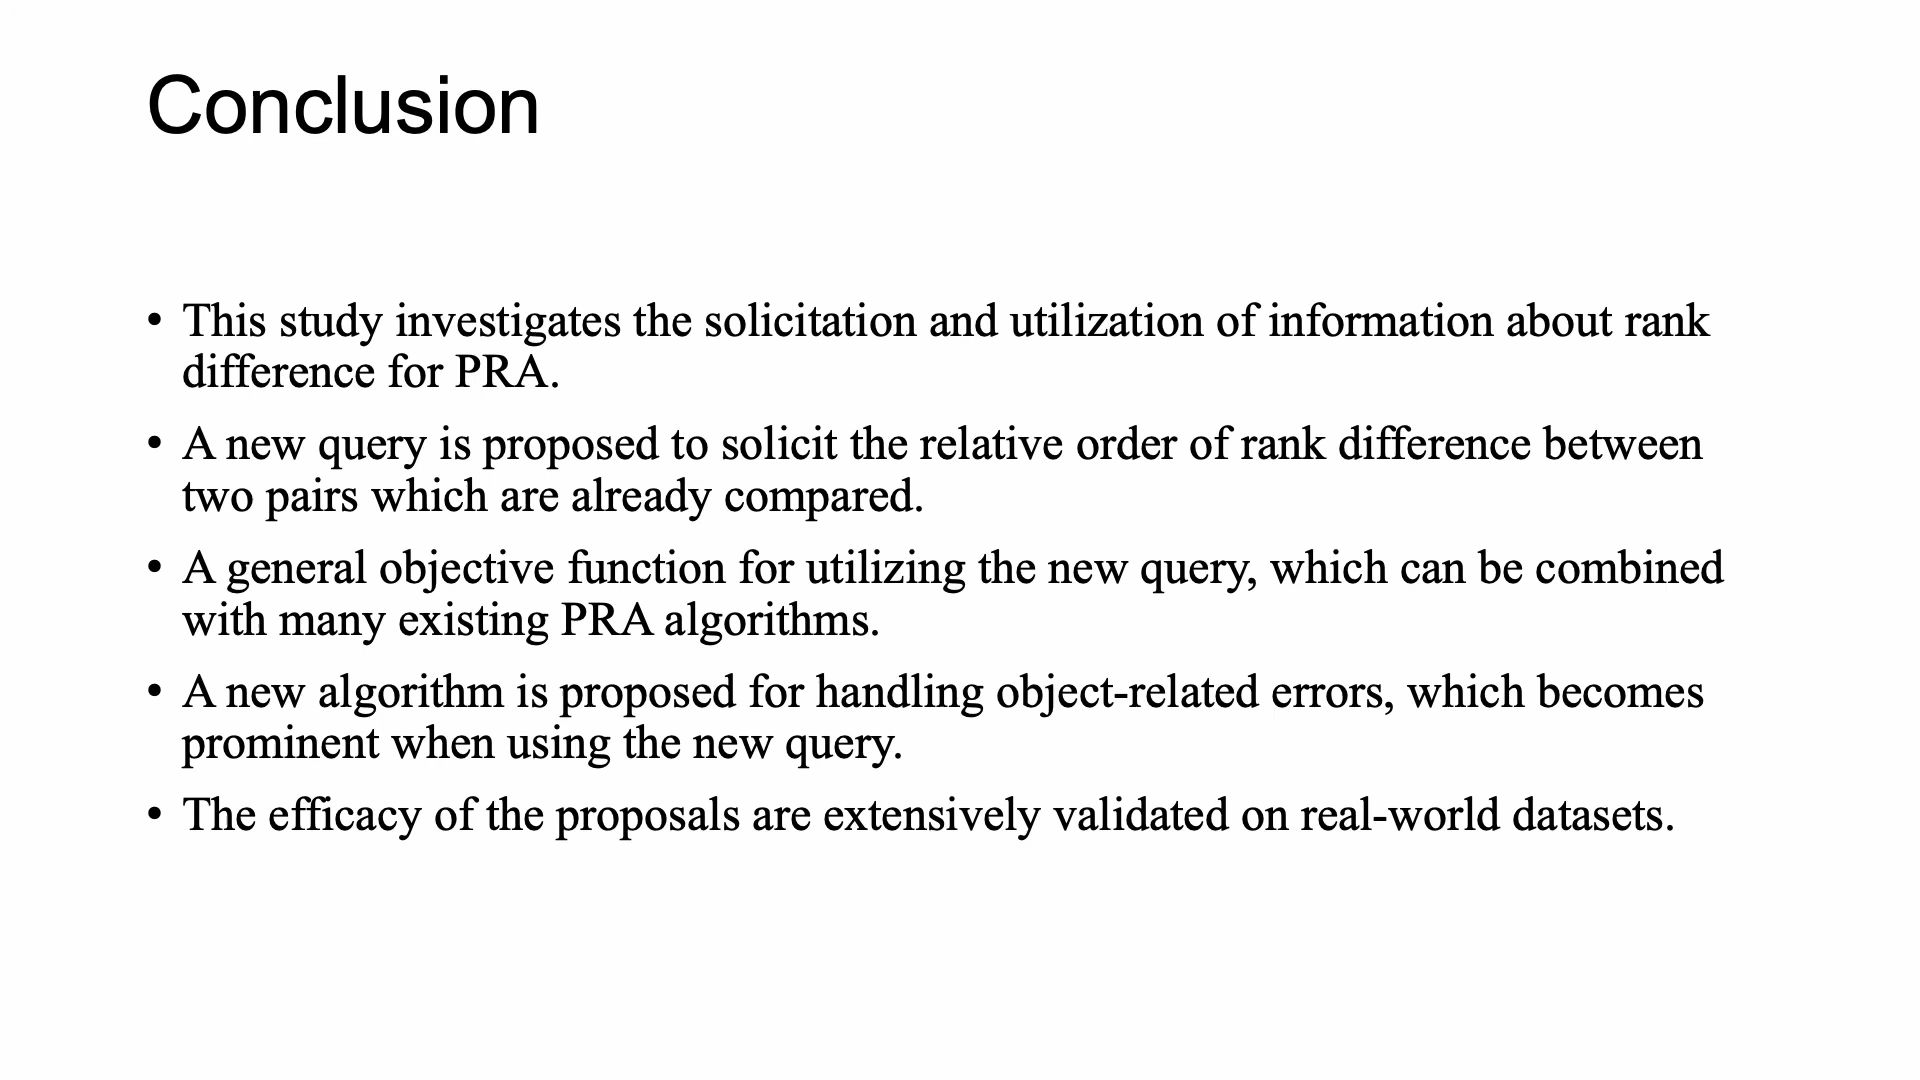 Conclusion
• This study investigates the solicitation and utilization of information about rank
difference for PRA.
• A new query is proposed to solicit the relative order of rank difference between
two pairs which are already compared.
• A general objective function for utilizing the new query, which can be combined
with many existing PRA algorithms.
• A new algorithm is proposed for handling object-related errors, which becomes
prominent when using the new query.
• The efficacy of the proposals are extensively validated on real-world datasets.